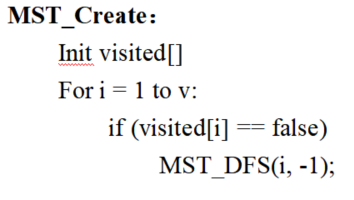 MST_Create:
Init visited[]
For i = 1 to v:
if (visited[i] == false)
MST_DFS(i, -1);